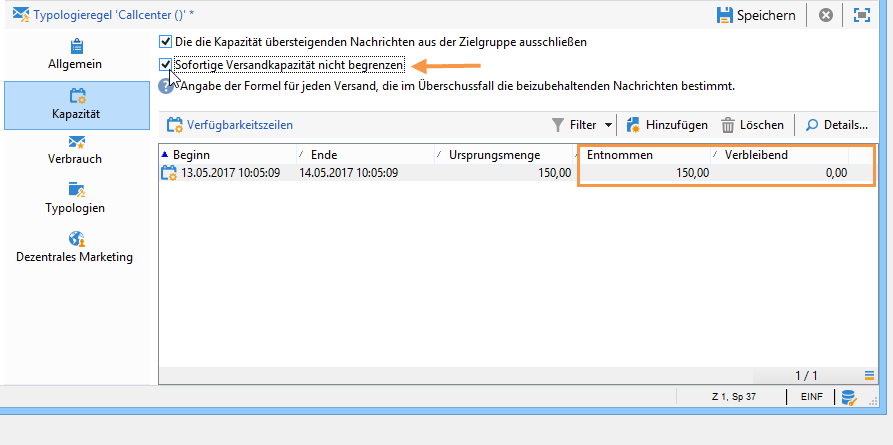 Typologieregel 'Callcenter ()' *
Speichern
Allgemein
Kapazität
Verbrauch
Typologien
Dezentrales Marketing
Die die Kapazität übersteigenden Nachrichten aus der Zielgruppe ausschließen
Sofortige Versandkapazität nicht begrenzen
? Angabe der Formel für jeden Versand, die im Überschussfall die beizubehaltenden Nachrichten bestimmt.
Verfügbarkeitszeilen Filter Hinzufügen Löschen Details...
Beginn Ende Ursprungsmenge Entnommen Verbleibend
13.05.2017 10:05:09 14.05.2017 10:05:09 150,00 150,00 0,00
1 / 1
Z 1, Sp 37 EINF